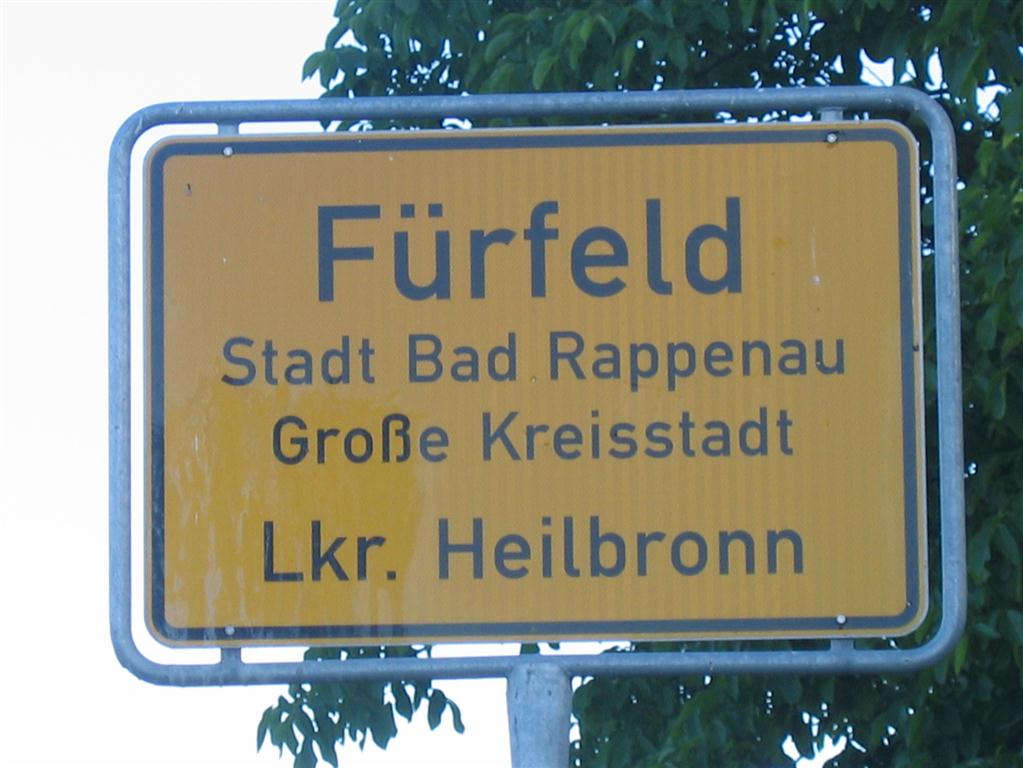 Fürfeld
Stadt Bad Rappenau
Große Kreisstadt
Lkr. Heilbronn